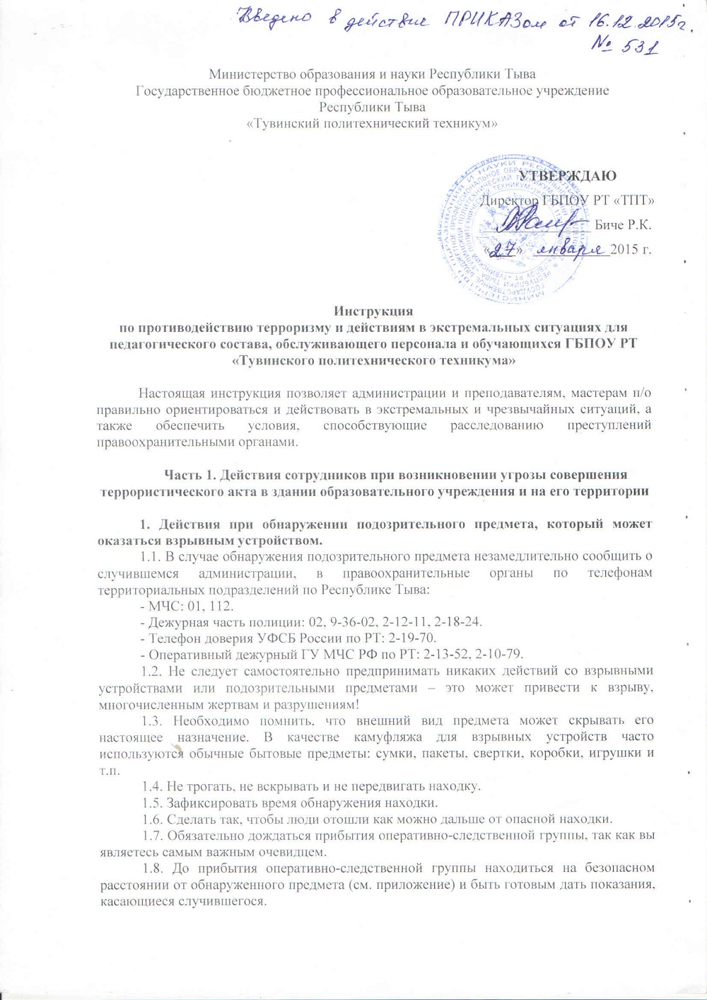 Введено в действие ПРИКАЗом от 16.12.2015г.
№ 531
Министерство образования и науки Республики Тыва
Государственное бюджетное профессиональное образовательное учреждение
Республики Тыва
«Тувинский политехнический техникум»
УТВЕРЖДАЮ
Директор ГБПОУ РТ «ТПТ»
Биче Р.К.
«27» января 2015 г.
Инструкция
по противодействию терроризму и действиям в экстремальных ситуациях для
педагогического состава, обслуживающего персонала и обучающихся ГБПОУ РТ
«Тувинского политехнического техникума»
Настоящая инструкция позволяет администрации и преподавателям, мастерам п/о
правильно ориентироваться и действовать в экстремальных и чрезвычайных ситуаций, а
также обеспечить условия, способствующие расследованию преступлений
правоохранительными органами.
Часть 1. Действия сотрудников при возникновении угрозы совершения
террористического акта в здании образовательного учреждения и на его территории
1. Действия при обнаружении подозрительного предмета, который может
оказаться взрывным устройством.
1.1. В случае обнаружения подозрительного предмета незамедлительно сообщить о
случившемся администрации, в правоохранительные органы по телефонам
территориальных подразделений по Республике Тыва:
- МЧС: 01, 112.
- Дежурная часть полиции: 02, 9-36-02, 2-12-11, 2-18-24.
- Телефон доверия УФСБ России по РТ: 2-19-70.
- Оперативный дежурный ГУ МЧС РФ по РТ: 2-13-52, 2-10-79.
1.2. Не следует самостоятельно предпринимать никаких действий со взрывными
устройствами или подозрительными предметами – это может привести к взрыву,
многочисленным жертвам и разрушениям!
1.3. Необходимо помнить, что внешний вид предмета может скрывать его
настоящее назначение. В качестве камуфляжа для взрывных устройств часто
используются обычные бытовые предметы: сумки, пакеты, свертки, коробки, игрушки и
т.п.
1.4. Не трогать, не вскрывать и не передвигать находку.
1.5. Зафиксировать время обнаружения находки.
1.6. Сделать так, чтобы люди отошли как можно дальше от опасной находки.
1.7. Обязательно дождаться прибытия оперативно-следственной группы, так как вы
являетесь самым важным очевидцем.
1.8. До прибытия оперативно-следственной группы находиться на безопасном
расстоянии от обнаруженного предмета (см. приложение) и быть готовым дать показания,
касающиеся случившегося.